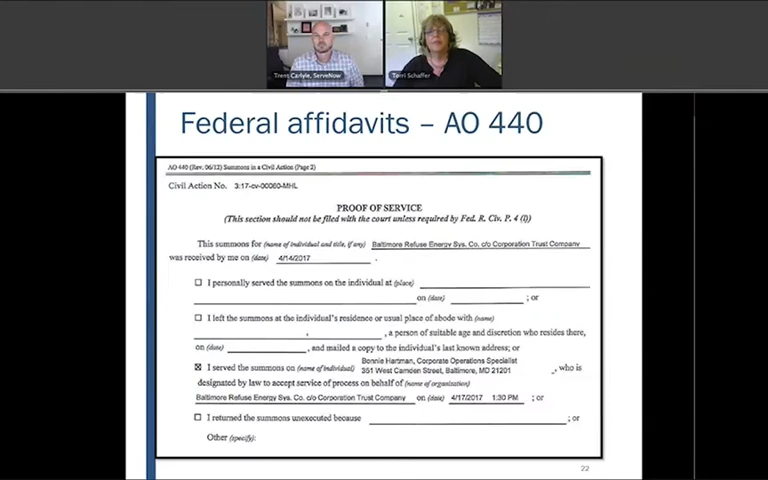 Trent Carlyle, ServeNow
Terri Schaffer
Federal affidavits – AO 440
AO 440 (Rev. 06/12) Summons in a Civil Action (Page 2)
Civil Action No. 3:17-cv-00060-MHL
PROOF OF SERVICE
(This section should not be filed with the court unless required by Fed. R. Civ. P. 4 (l))
This summons for (name of individual and title, if any) Baltimore Refuse Energy Sys. Co. c/o Corporation Trust Company
was received by me on (date) 4/14/2017 .
☐ I personally served the summons on the individual at (place)
on (date) ; or
☐ I left the summons at the individual's residence or usual place of abode with (name)
, , a person of suitable age and discretion who resides there,
on (date) , and mailed a copy to the individual's last known address; or
☒ I served the summons on (name of individual) Bonnie Hartman, Corporate Operations Specialist
351 West Camden Street, Baltimore, MD 21201 , who is
designated by law to accept service of process on behalf of (name of organization)
Baltimore Refuse Energy Sys. Co. c/o Corporation Trust Company on (date) 4/17/2017 1:30 PM ; or
☐ I returned the summons unexecuted because ; or
Other (specify):
22